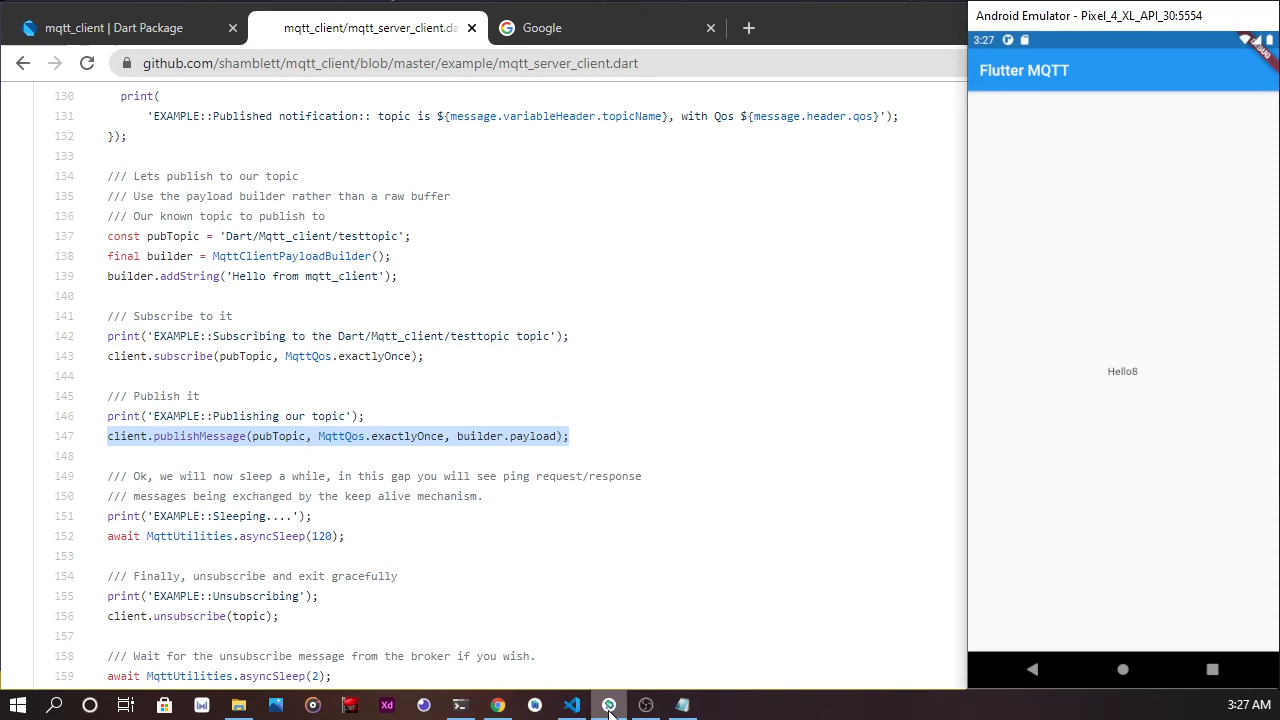 mqtt_client | Dart Package
mqtt_client/mqtt_server_client.da
Google
github.com/shamblett/mqtt_client/blob/master/example/mqtt_server_client.dart
130 print(
131 'EXAMPLE::Published notification:: topic is ${message.variableHeader.topicName}, with Qos ${message.header.qos}');
132 });
133
134 /// Lets publish to our topic
135 /// Use the payload builder rather than a raw buffer
136 /// Our known topic to publish to
137 const pubTopic = 'Dart/Mqtt_client/testtopic';
138 final builder = MqttClientPayloadBuilder();
139 builder.addString('Hello from mqtt_client');
140
141 /// Subscribe to it
142 print('EXAMPLE::Subscribing to the Dart/Mqtt_client/testtopic topic');
143 client.subscribe(pubTopic, MqttQos.exactlyOnce);
144
145 /// Publish it
146 print('EXAMPLE::Publishing our topic');
147 client.publishMessage(pubTopic, MqttQos.exactlyOnce, builder.payload);
148
149 /// Ok, we will now sleep a while, in this gap you will see ping request/response
150 /// messages being exchanged by the keep alive mechanism.
151 print('EXAMPLE::Sleeping....');
152 await MqttUtilities.asyncSleep(120);
153
154 /// Finally, unsubscribe and exit gracefully
155 print('EXAMPLE::Unsubscribing');
156 client.unsubscribe(topic);
157
158 /// Wait for the unsubscribe message from the broker if you wish.
159 await MqttUtilities.asyncSleep(2);
Android Emulator - Pixel_4_XL_API_30:5554
3:27
DEBUG
Flutter MQTT
Hello8
Xd
3:27 AM